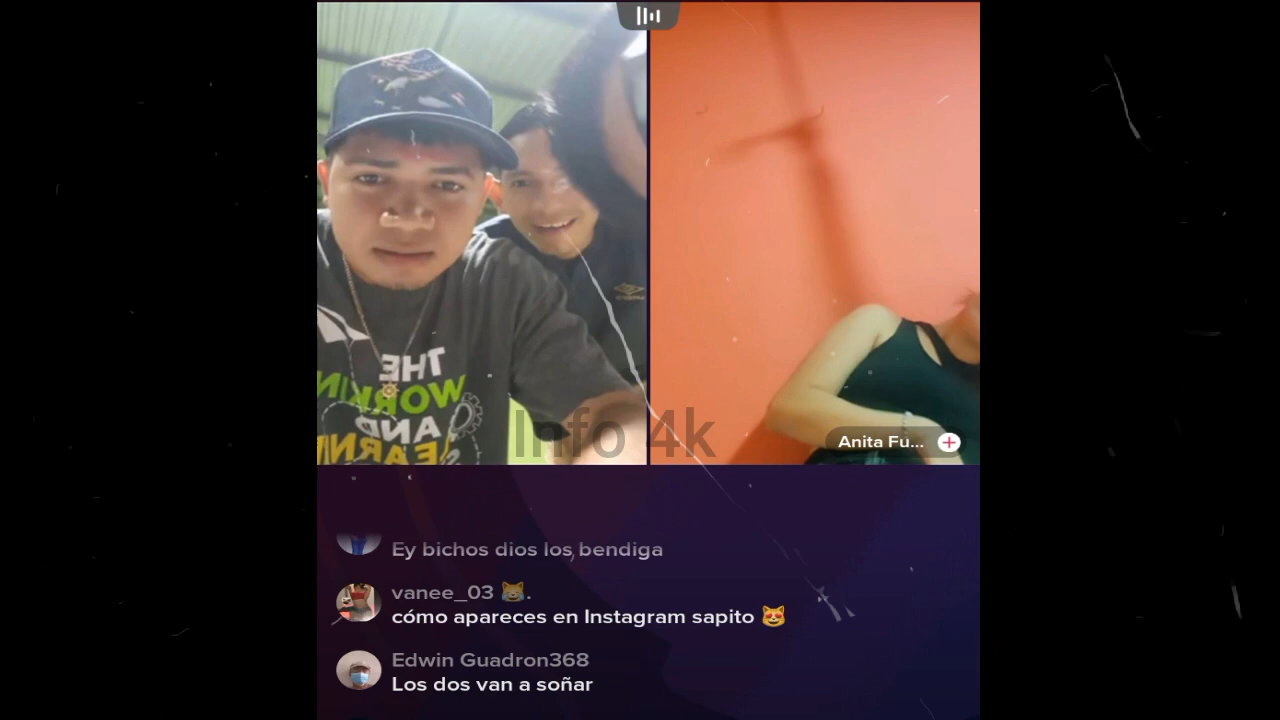 THE
WORKIN
AND
LEARNI
Info 4k
Anita Fu...
Ey bichos dios los bendiga
vanee_03 😹.
cómo apareces en Instagram sapito 😻
Edwin Guadron368
Los dos van a soñar